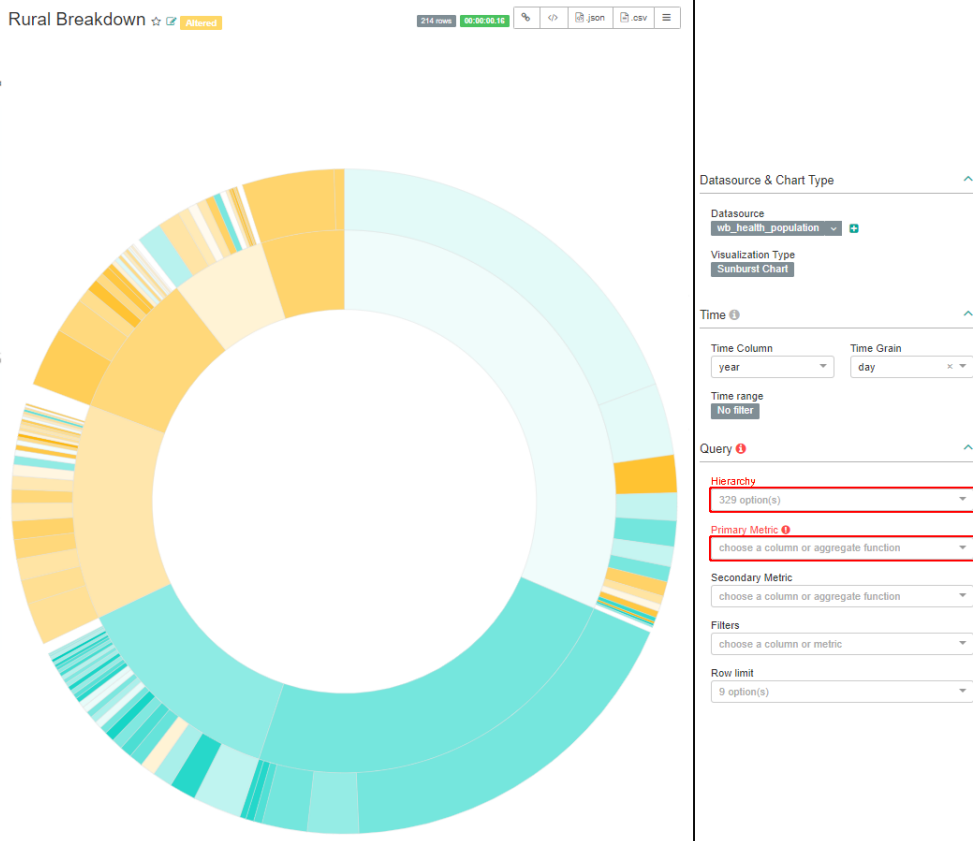 Rural Breakdown Altered
214 rows 00:00:00.16 </> .json .csv
Datasource & Chart Type
Datasource
wb_health_population
Visualization Type
Sunburst Chart
Time
Time Column Time Grain
year day ×
Time range
No filter
Query
Hierarchy
329 option(s)
Primary Metric
choose a column or aggregate function
Secondary Metric
choose a column or aggregate function
Filters
choose a column or metric
Row limit
9 option(s)